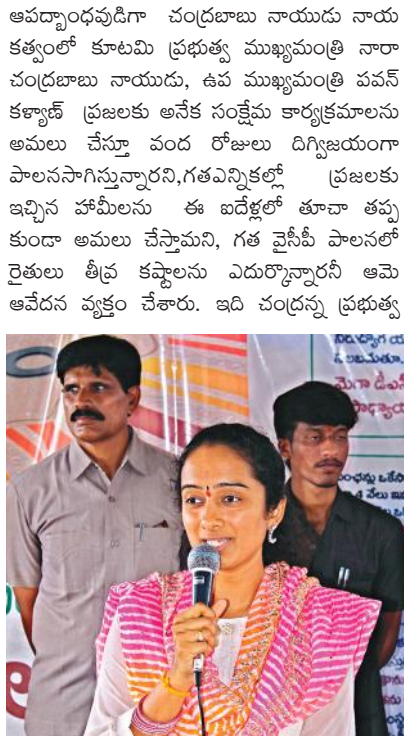 ఆపద్బాంధవుడిగా చంద్రబాబు నాయుడు నాయ
కత్వంలో కూటమి ప్రభుత్వ ముఖ్యమంత్రి నారా
చంద్రబాబు నాయుడు, ఉప ముఖ్యమంత్రి పవన్
కళ్యాణ్ ప్రజలకు అనేక సంక్షేమ కార్యక్రమాలను
అమలు చేస్తూ వంద రోజులు దిగ్విజయంగా
పాలనసాగిస్తున్నారని,గతఎన్నికల్లో ప్రజలకు
ఇచ్చిన హామీలను ఈ ఐదేళ్లలో తూచా తప్ప
కుండా అమలు చేస్తామని, గత వైసీపీ పాలనలో
రైతులు తీవ్ర కష్టాలను ఎదుర్కొన్నారనీ ఆమె
ఆవేదన వ్యక్తం చేశారు. ఇది చంద్రన్న ప్రభుత్వ
మెగా డీఎస్